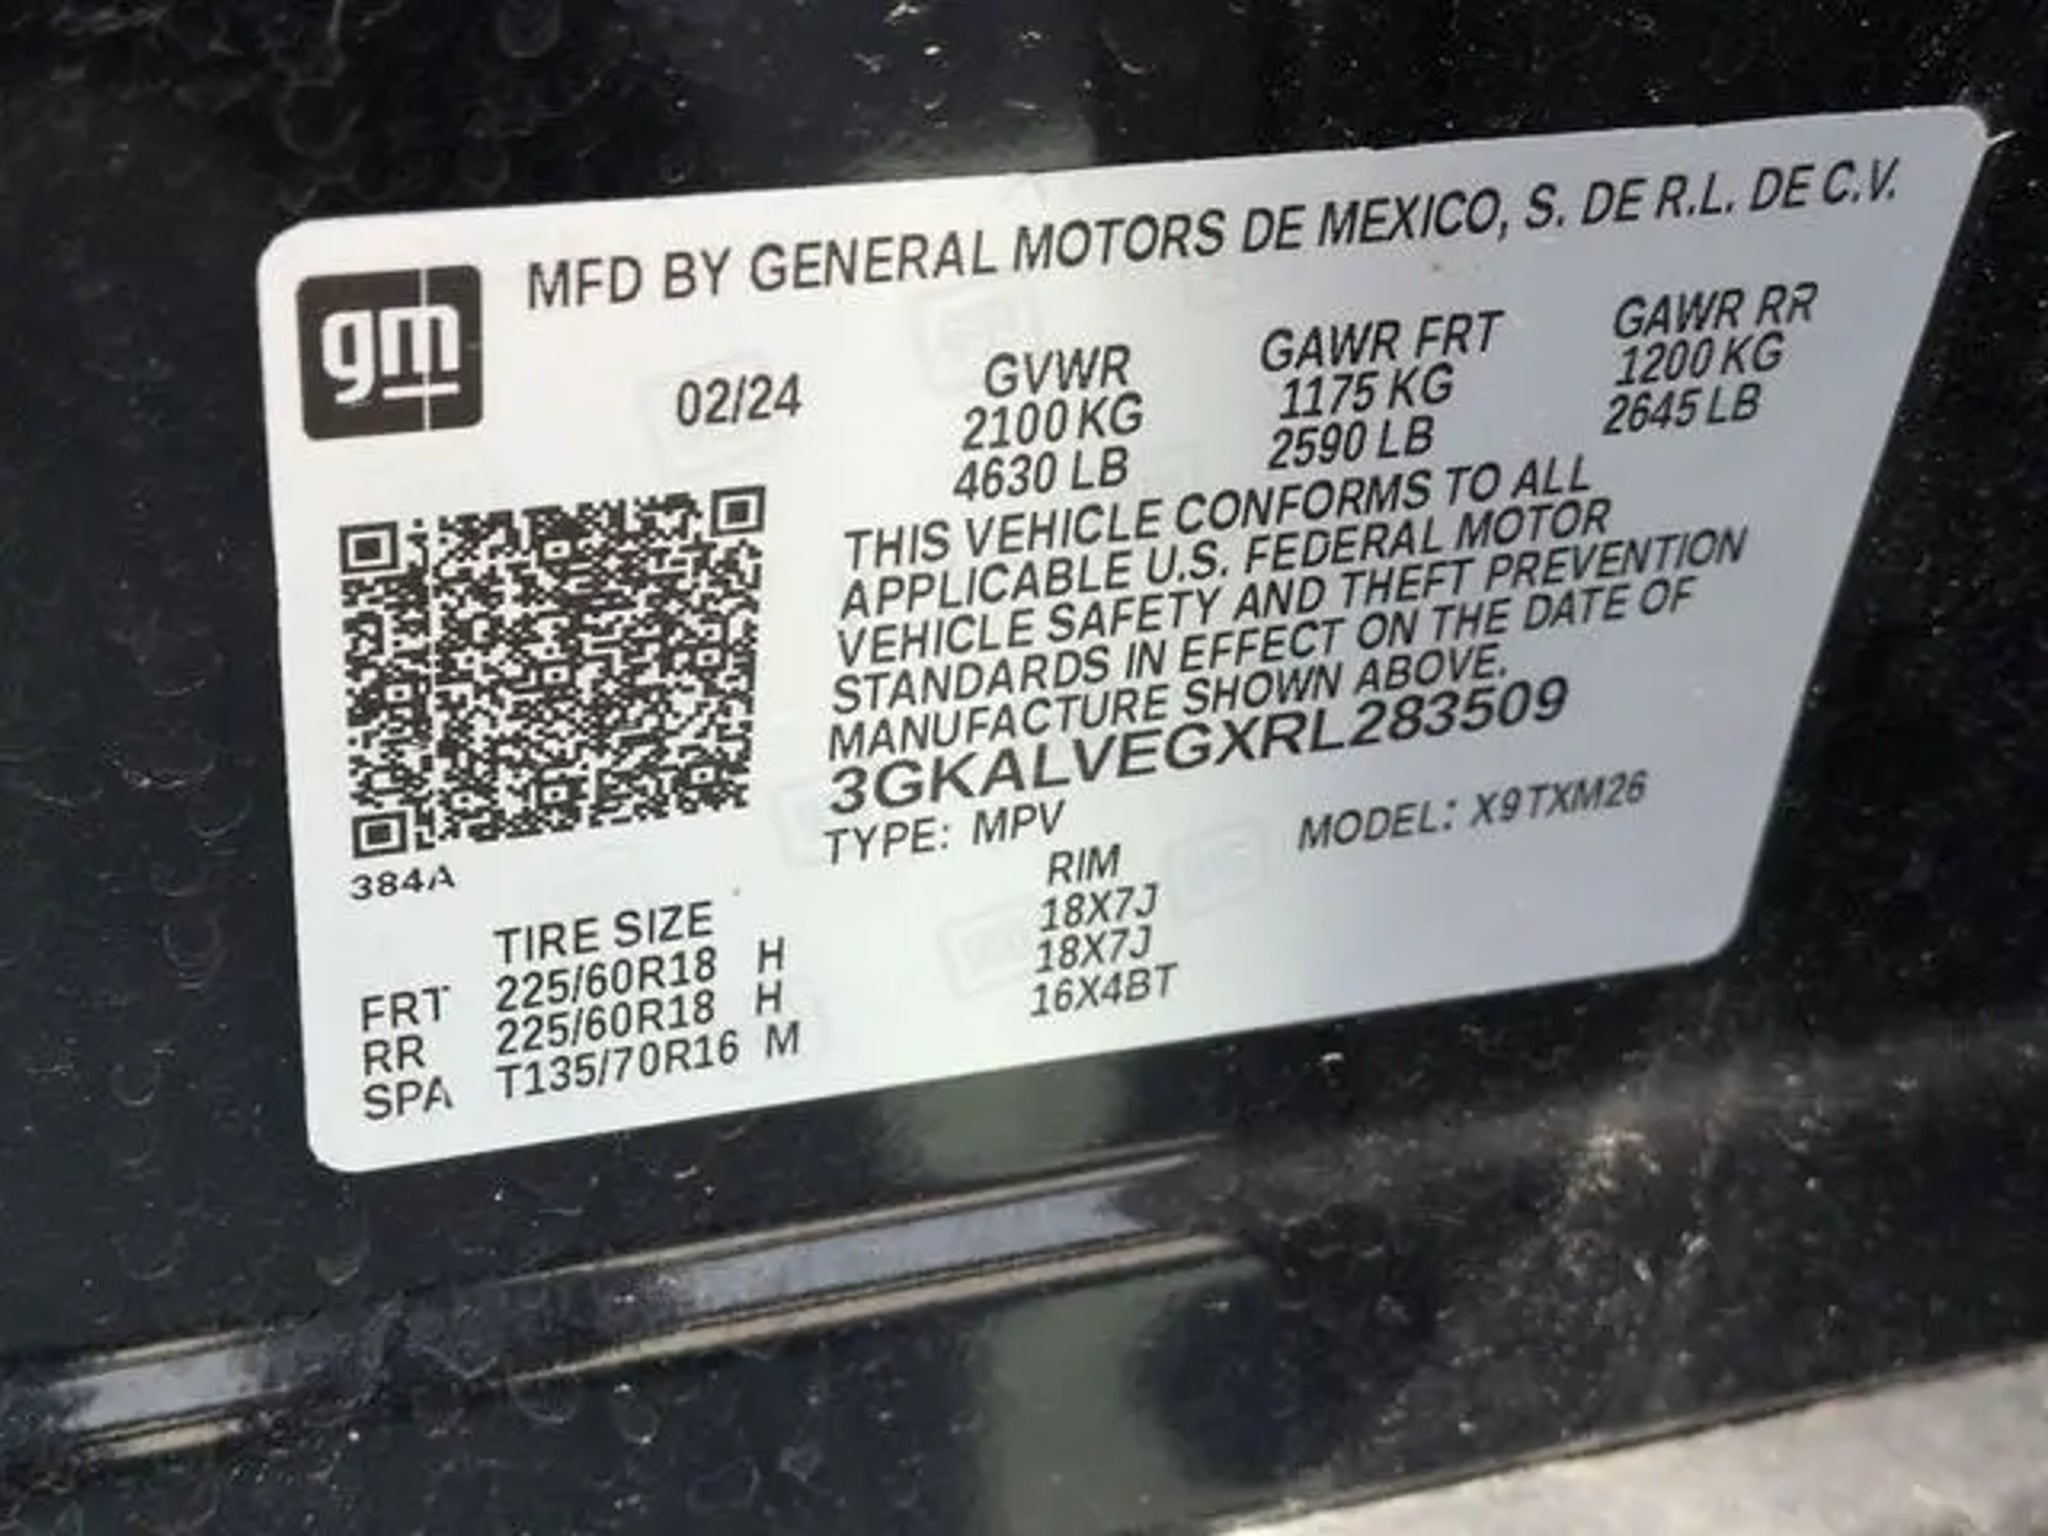 gm
MFD BY GENERAL MOTORS DE MEXICO, S. DE R.L. DE C.V.
02/24
GVWR
2100 KG
4630 LB
GAWR FRT
1175 KG
2590 LB
GAWR RR
1200 KG
2645 LB
THIS VEHICLE CONFORMS TO ALL
APPLICABLE U.S. FEDERAL MOTOR
VEHICLE SAFETY AND THEFT PREVENTION
STANDARDS IN EFFECT ON THE DATE OF
MANUFACTURE SHOWN ABOVE.
3GKALVEGXRL283509
TYPE: MPV MODEL: X9TXM26
384A
TIRE SIZE RIM
FRT 225/60R18 H 18X7J
RR 225/60R18 H 18X7J
SPA T135/70R16 M 16X4BT